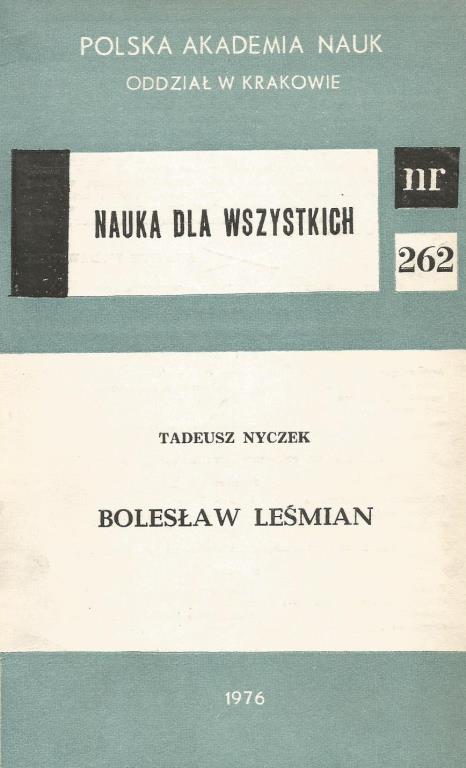 POLSKA AKADEMIA NAUK
ODDZIAŁ W KRAKOWIE
NAUKA DLA WSZYSTKICH
nr
262
TADEUSZ NYCZEK
BOLESŁAW LEŚMIAN
1976